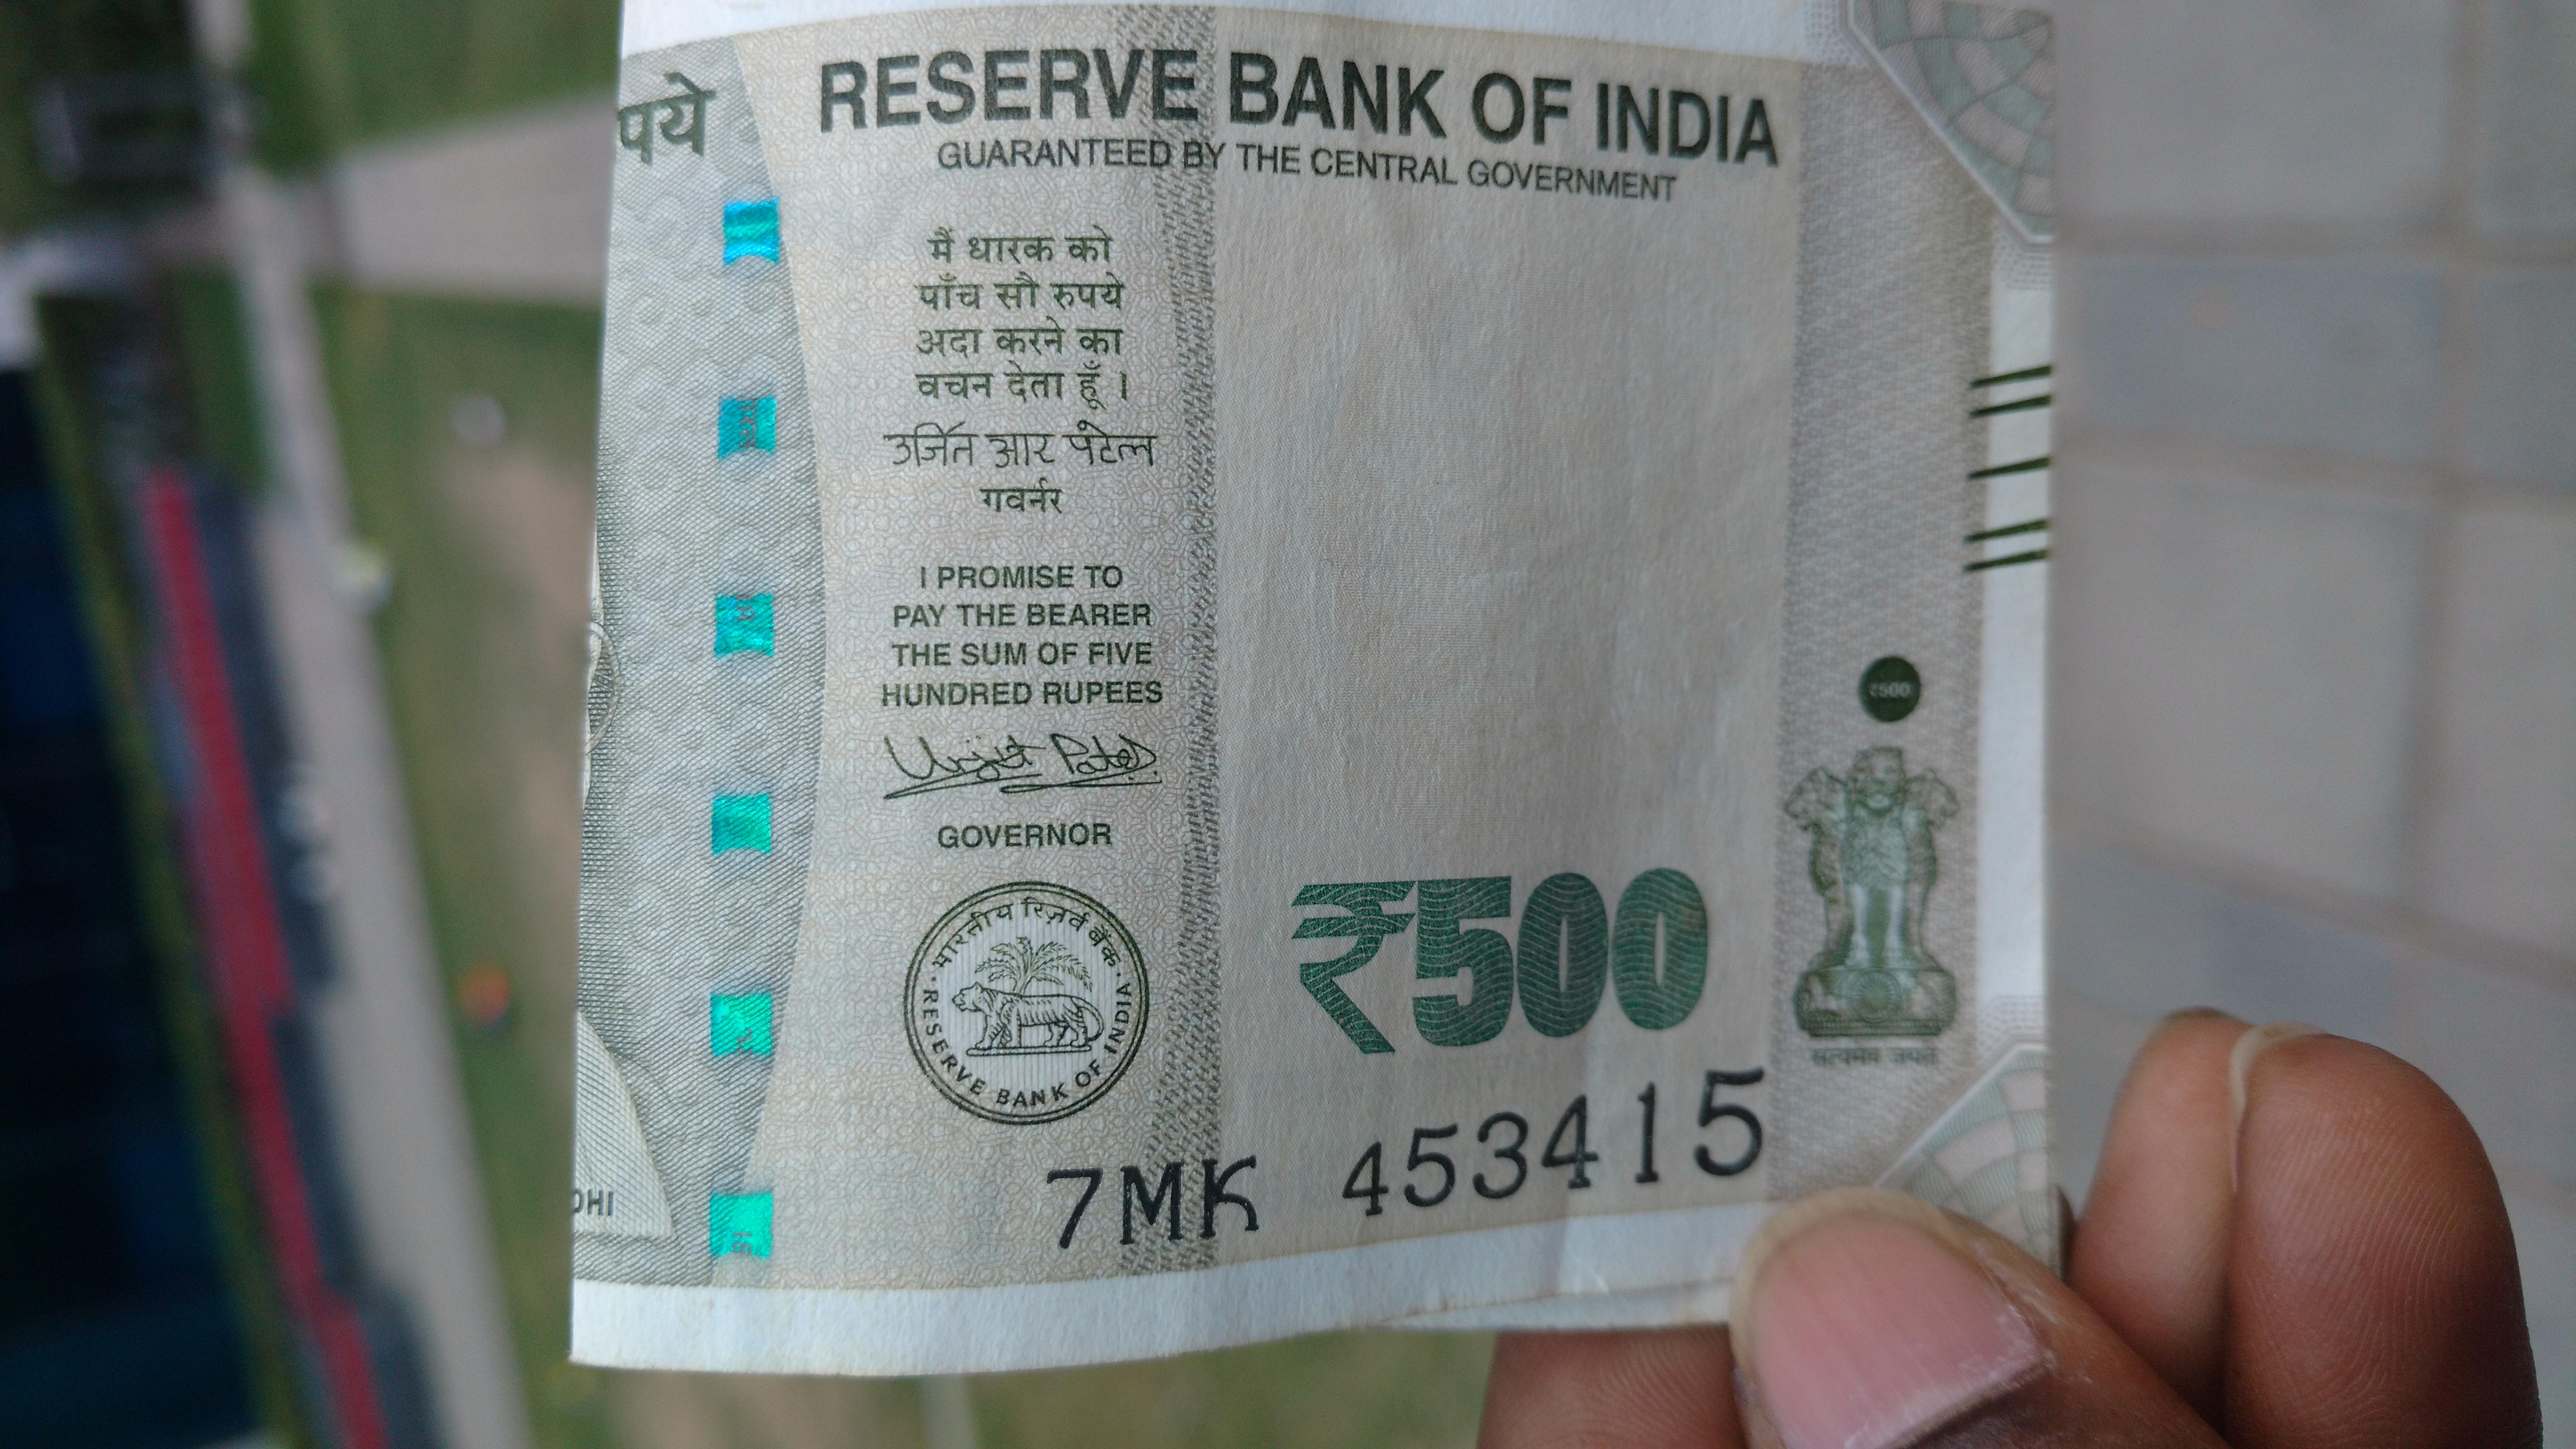 पये
RESERVE BANK OF INDIA
GUARANTEED BY THE CENTRAL GOVERNMENT
मैं धारक को
पाँच सौ रुपये
अदा करने का
वचन देता हूँ ।
उर्जित आर पटेल
गवर्नर
I PROMISE TO
PAY THE BEARER
THE SUM OF FIVE
HUNDRED RUPEES
Urjit Patel
GOVERNOR
भारतीय रिज़र्व बैंक
RESERVE BANK OF INDIA
₹500
₹500
सत्यमेव जयते
7MK 453415
DHI